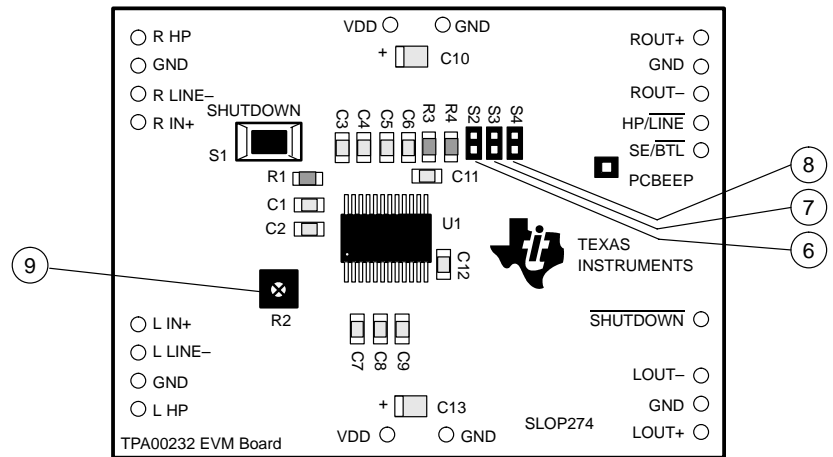 VDD
GND
R HP
GND
R LINE–
R IN+
+
C10
ROUT+
GND
ROUT–
HP/LINE
SE/BTL
SHUTDOWN
S1
C3
C4
C5
C6
R3
R4
S2
S3
S4
PCBEEP
8
7
6
R1
C11
C1
C2
U1
C12
TEXAS
INSTRUMENTS
9
R2
L IN+
L LINE–
GND
L HP
C7
C8
C9
SHUTDOWN
LOUT–
GND
LOUT+
+
C13
SLOP274
TPA00232 EVM Board
VDD
GND